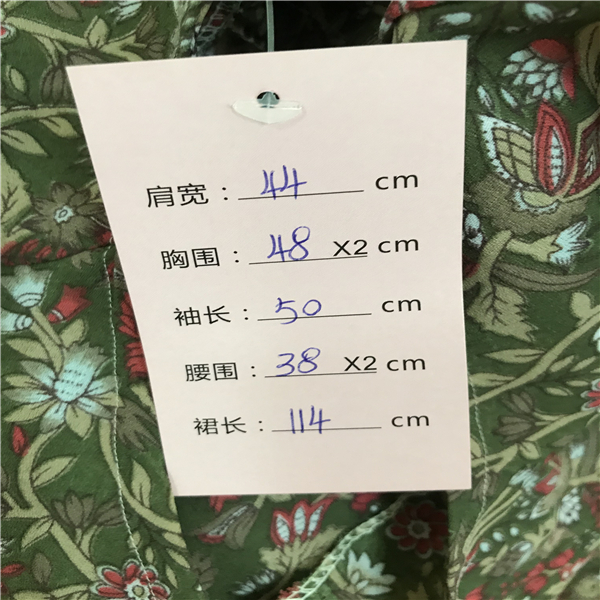 肩宽：44 cm
胸围：48 X2 cm
袖长：50 cm
腰围：38 X2 cm
裙长：114 cm